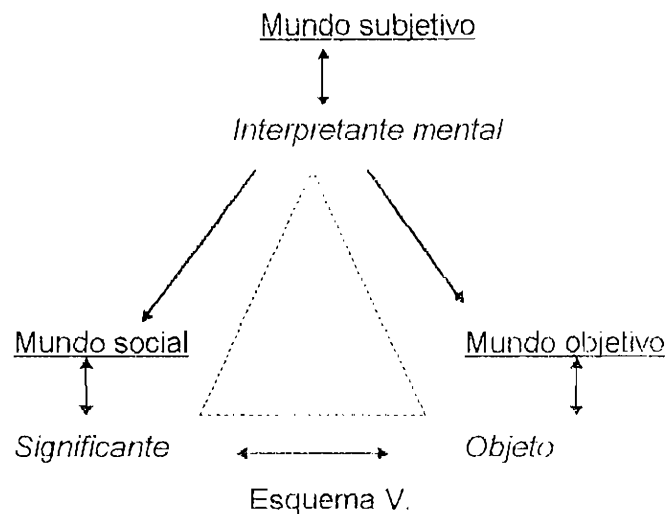 Mundo subjetivo
Interpretante mental
Mundo social Mundo objetivo
Significante Objeto
Esquema V.